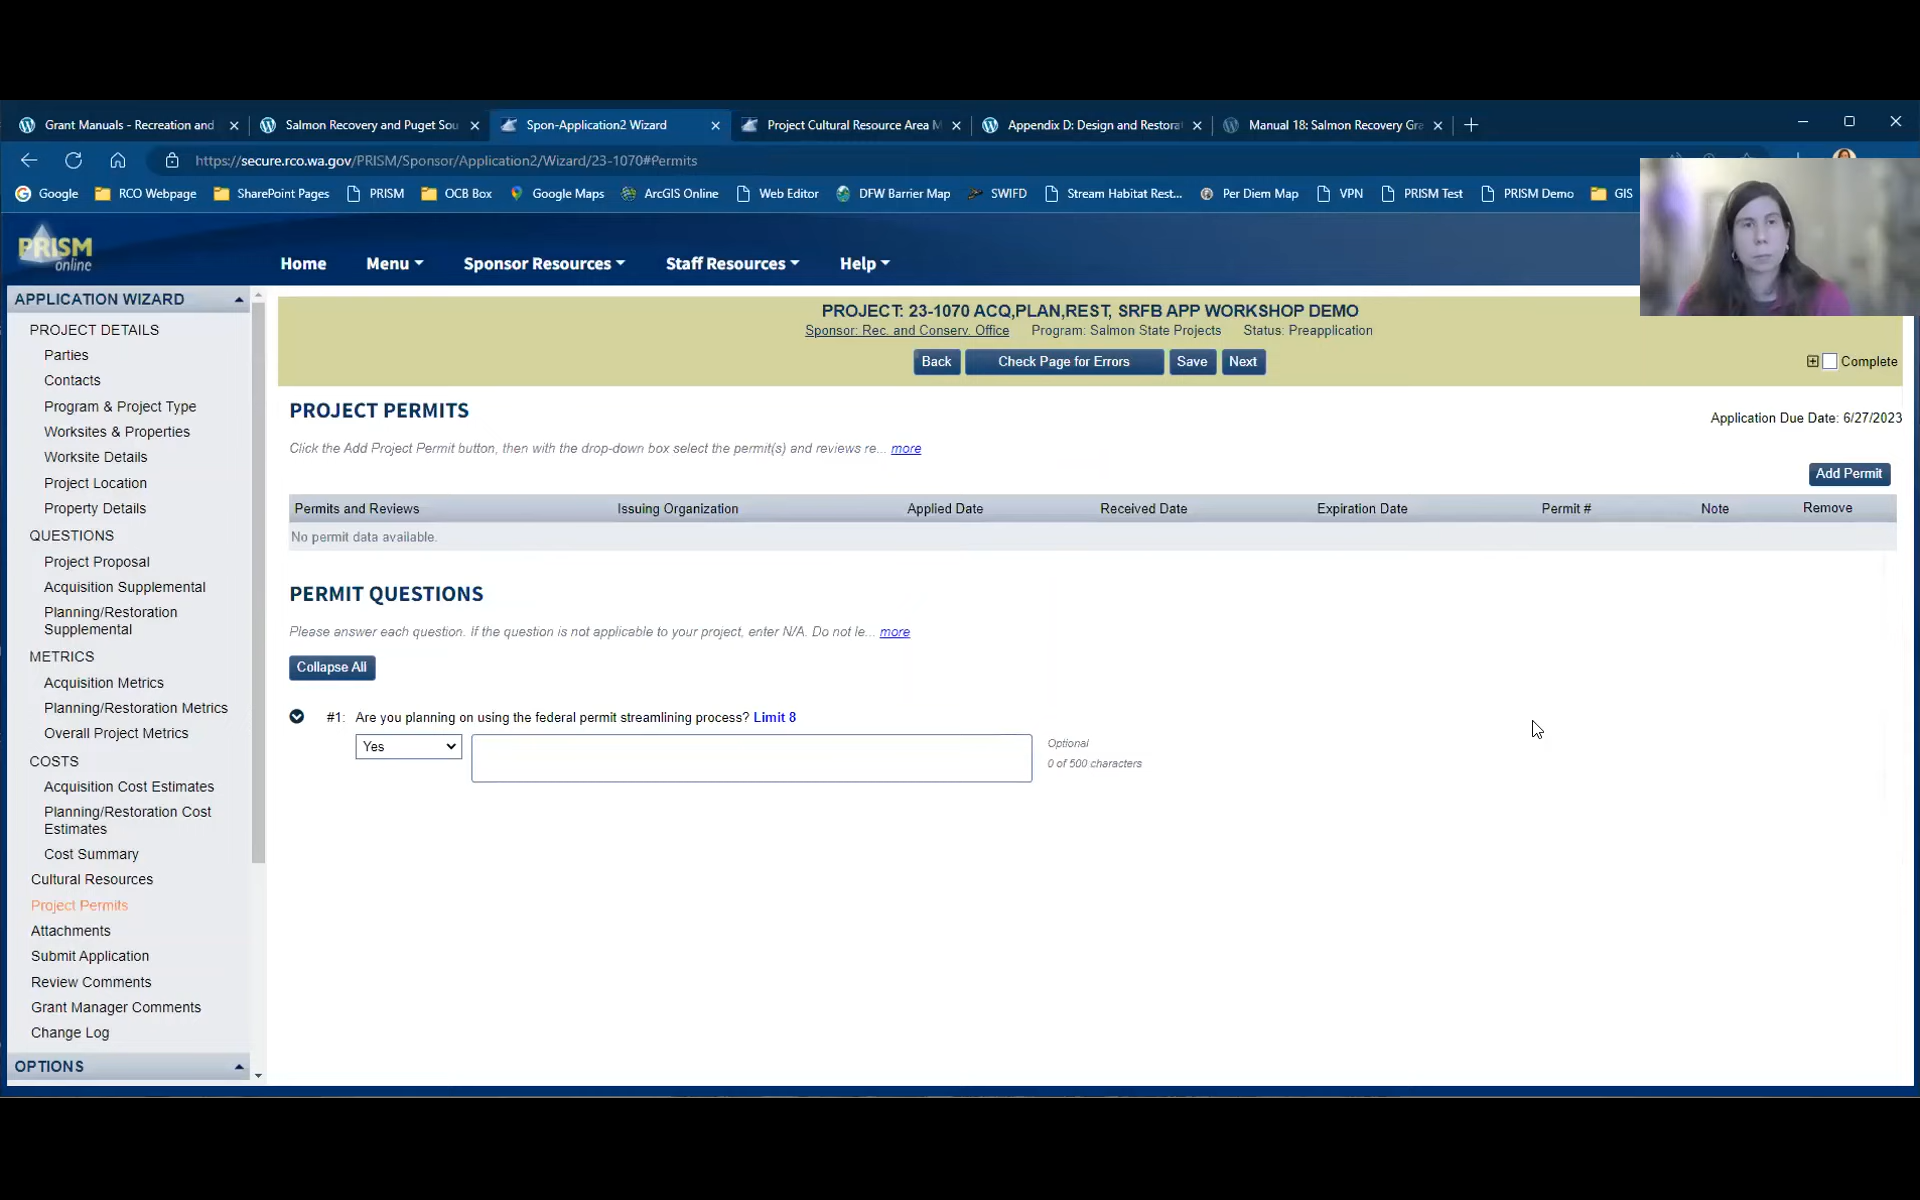 Grant Manuals - Recreation and
Salmon Recovery and Puget Sou
Spon-Application2 Wizard
Project Cultural Resource Area M
Appendix D: Design and Restorat
Manual 18: Salmon Recovery Gra
https://secure.rco.wa.gov/PRISM/Sponsor/Application2/Wizard/23-1070#Permits
Google
RCO Webpage
SharePoint Pages
PRISM
OCB Box
Google Maps
ArcGIS Online
Web Editor
DFW Barrier Map
SWIFD
Stream Habitat Rest...
Per Diem Map
VPN
PRISM Test
PRISM Demo
GIS
PRISM
online
Home
Menu
Sponsor Resources
Staff Resources
Help
APPLICATION WIZARD
PROJECT DETAILS
Parties
Contacts
Program & Project Type
Worksites & Properties
Worksite Details
Project Location
Property Details
QUESTIONS
Project Proposal
Acquisition Supplemental
Planning/Restoration
Supplemental
METRICS
Acquisition Metrics
Planning/Restoration Metrics
Overall Project Metrics
COSTS
Acquisition Cost Estimates
Planning/Restoration Cost
Estimates
Cost Summary
Cultural Resources
Project Permits
Attachments
Submit Application
Review Comments
Grant Manager Comments
Change Log
OPTIONS
PROJECT: 23-1070 ACQ,PLAN,REST, SRFB APP WORKSHOP DEMO
Sponsor: Rec. and Conserv. Office Program: Salmon State Projects Status: Preapplication
Back
Check Page for Errors
Save
Next
Complete
PROJECT PERMITS
Application Due Date: 6/27/2023
Click the Add Project Permit button, then with the drop-down box select the permit(s) and reviews re... more
Add Permit
Permits and Reviews Issuing Organization Applied Date Received Date Expiration Date Permit # Note Remove
No permit data available.
PERMIT QUESTIONS
Please answer each question. If the question is not applicable to your project, enter N/A. Do not le... more
Collapse All
#1: Are you planning on using the federal permit streamlining process? Limit 8
Yes
Optional
0 of 500 characters